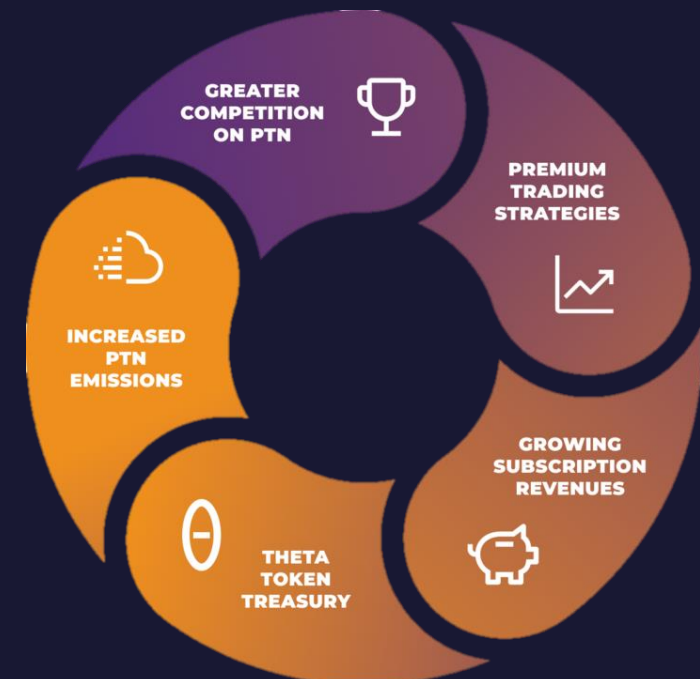 GREATER
COMPETITION
ON PTN
PREMIUM
TRADING
STRATEGIES
GROWING
SUBSCRIPTION
REVENUES
THETA
TOKEN
TREASURY
INCREASED
PTN
EMISSIONS